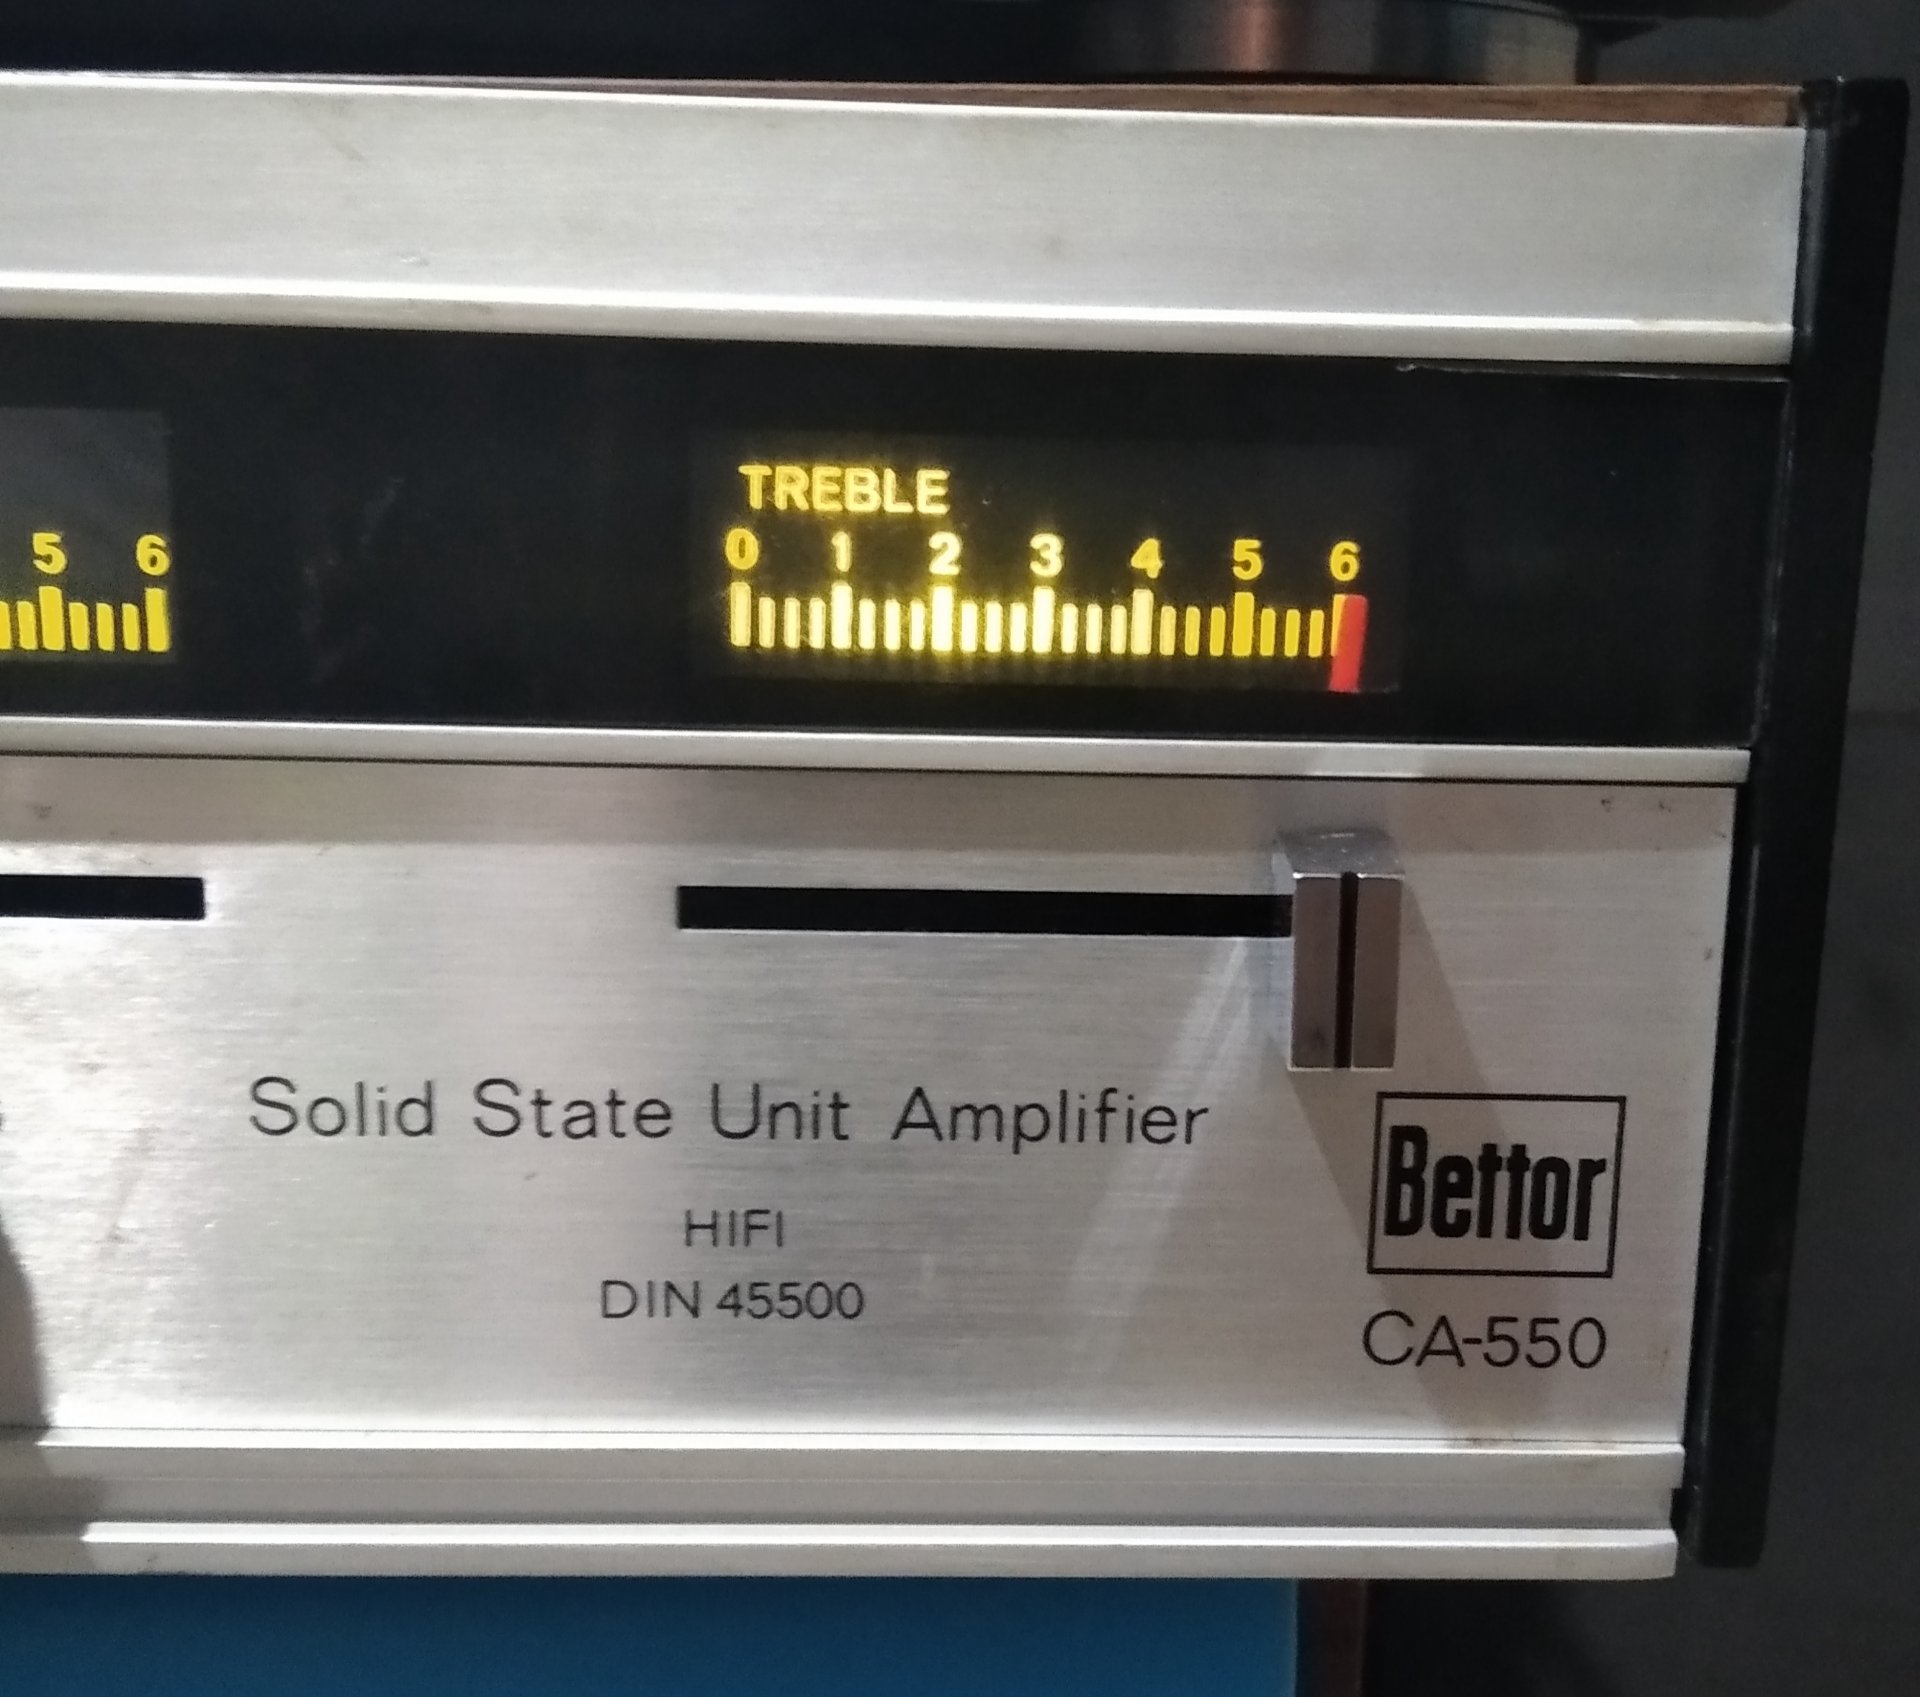 TREBLE
5 6
0 1 2 3 4 5 6
Solid State Unit Amplifier
HIFI
DIN 45500
Bettor
CA-550